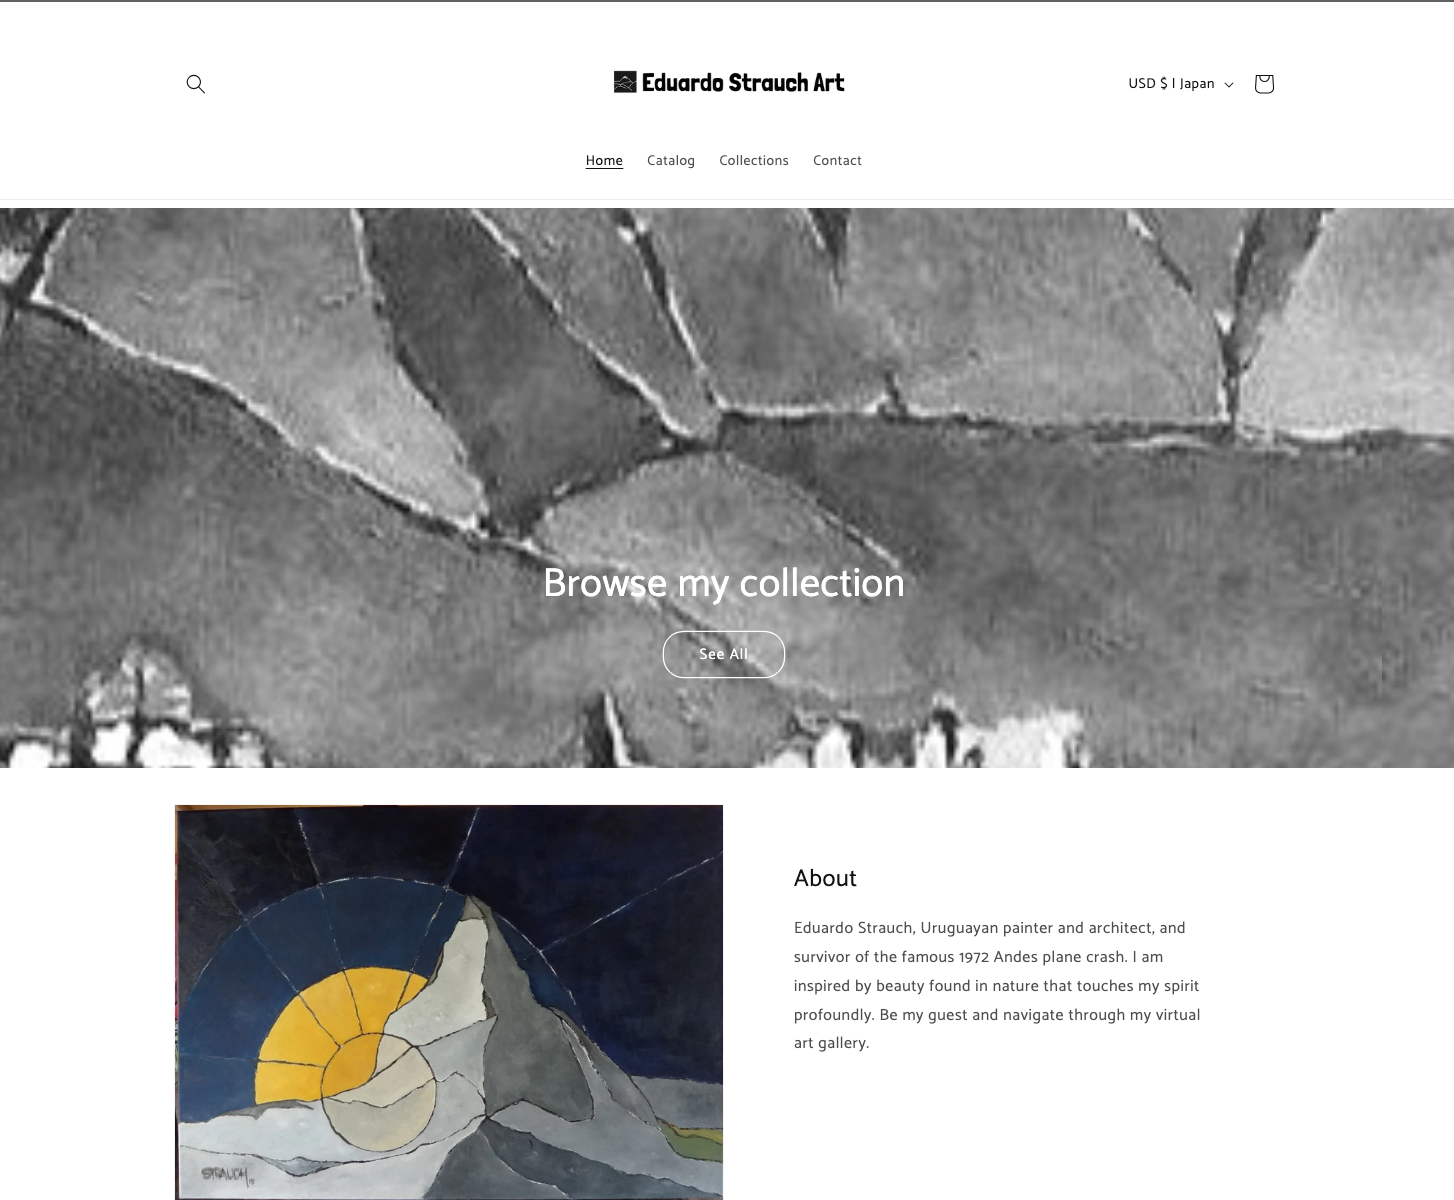 Eduardo Strauch Art
USD $ | Japan
Home Catalog Collections Contact
Browse my collection
See All
About
Eduardo Strauch, Uruguayan painter and architect, and
survivor of the famous 1972 Andes plane crash. I am
inspired by beauty found in nature that touches my spirit
profoundly. Be my guest and navigate through my virtual
art gallery.
STRAUCH